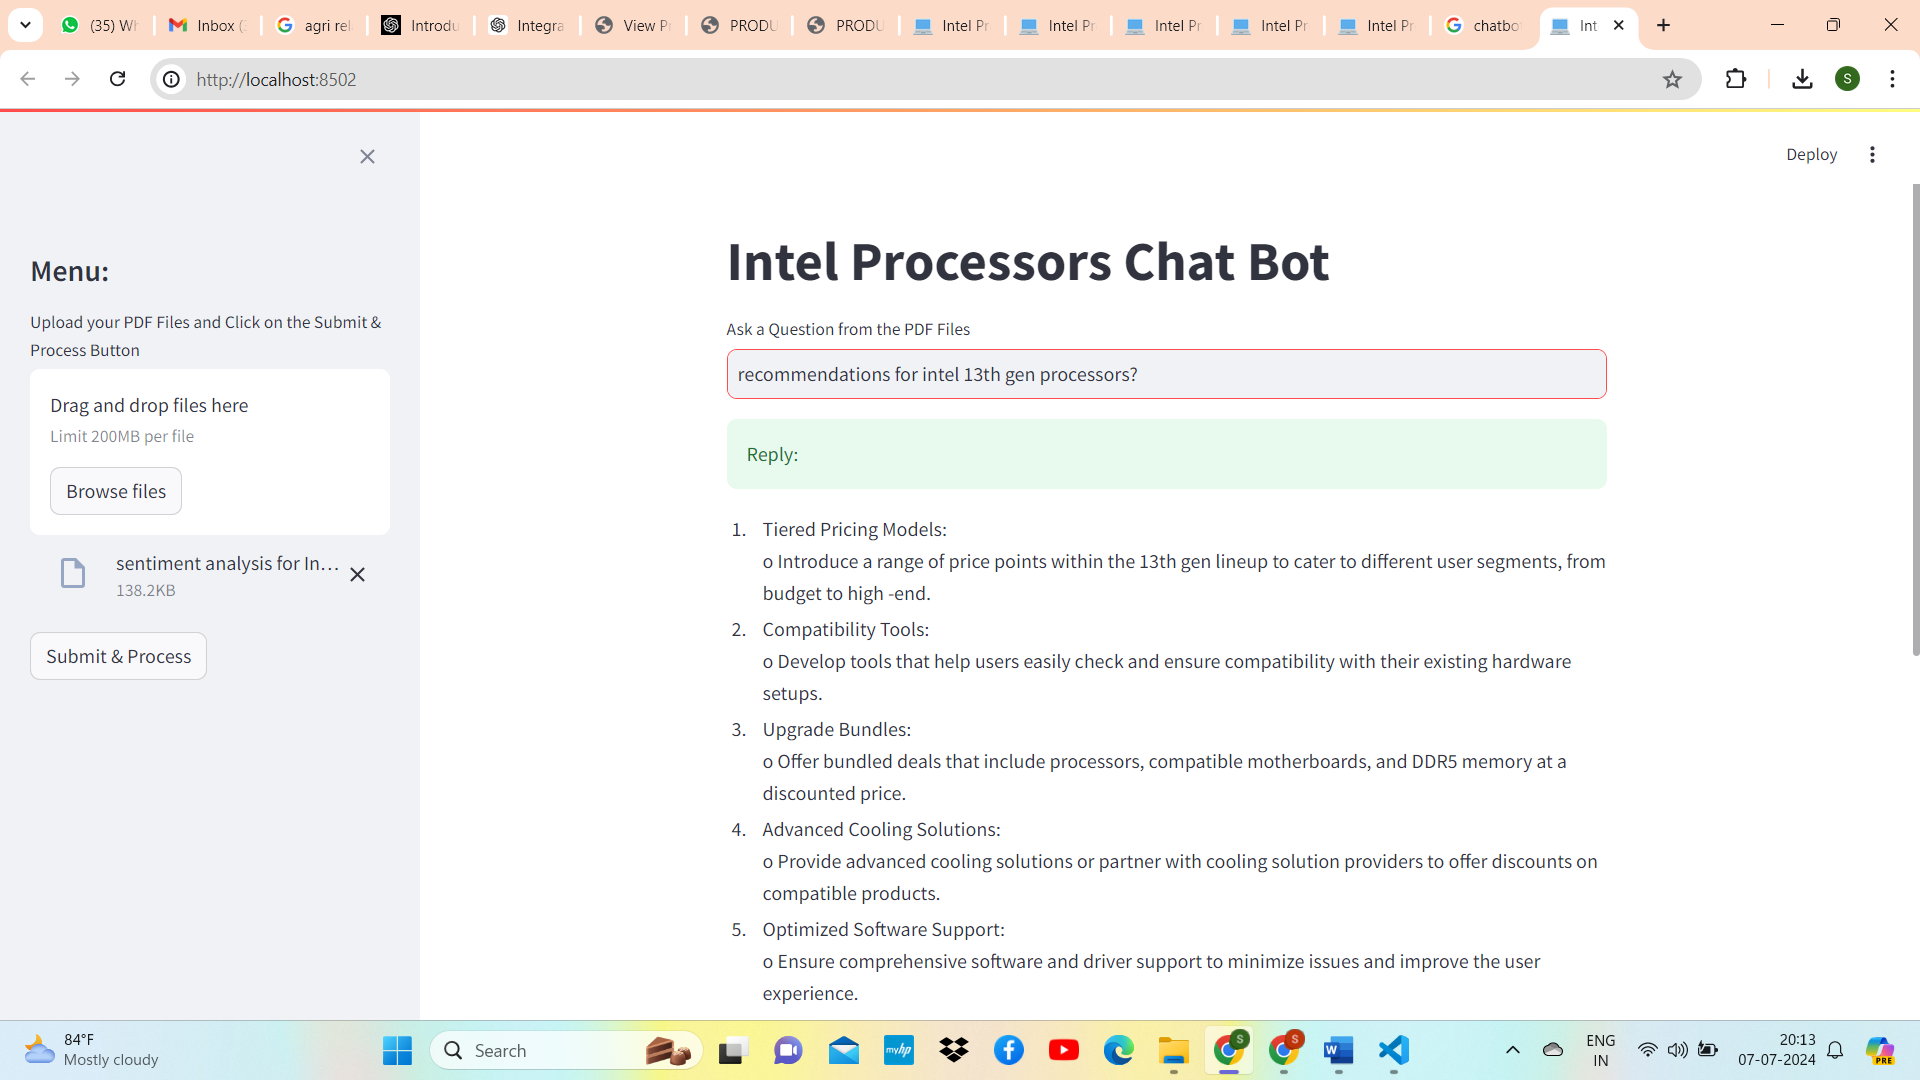 (35) Wh
Inbox (
agri rel
Introdu
Integra
View Pr
PRODU
PRODU
Intel Pr
Intel Pr
Intel Pr
Intel Pr
Intel Pr
chatbo
Int
http://localhost:8502
S
Deploy
Menu:
Upload your PDF Files and Click on the Submit &
Process Button
Drag and drop files here
Limit 200MB per file
Browse files
sentiment analysis for In...
138.2KB
Submit & Process
Intel Processors Chat Bot
Ask a Question from the PDF Files
recommendations for intel 13th gen processors?
Reply:
1. Tiered Pricing Models:
o Introduce a range of price points within the 13th gen lineup to cater to different user segments, from
budget to high -end.
2. Compatibility Tools:
o Develop tools that help users easily check and ensure compatibility with their existing hardware
setups.
3. Upgrade Bundles:
o Offer bundled deals that include processors, compatible motherboards, and DDR5 memory at a
discounted price.
4. Advanced Cooling Solutions:
o Provide advanced cooling solutions or partner with cooling solution providers to offer discounts on
compatible products.
5. Optimized Software Support:
o Ensure comprehensive software and driver support to minimize issues and improve the user
experience.
84°F
Mostly cloudy
Search
myhp
S
S
ENG
IN
20:13
07-07-2024
PRE